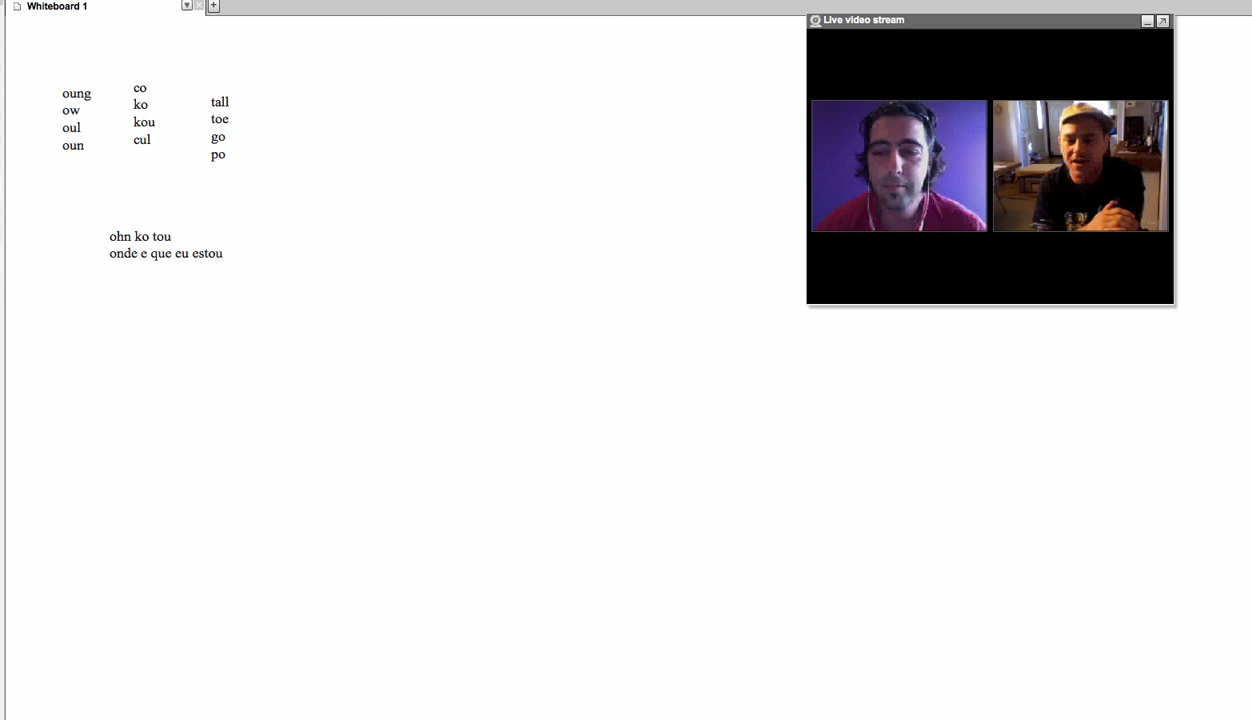 Whiteboard 1
Live video stream
oung
ow
oul
oun
co
ko
kou
cul
tall
toe
go
po
ohn ko tou
onde e que eu estou